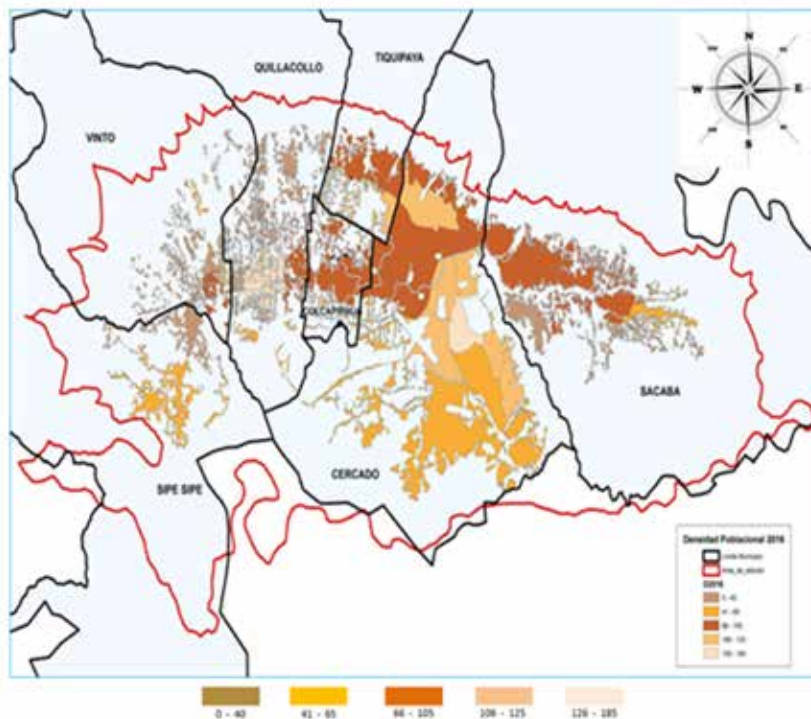 TIQUIPAYA
QUILLACOLLO
VINTO
N
W
E
S
COLCAPIRHUA
SACABA
CERCADO
SIPE SIPE
Densidad Poblacional 2016
0 - 40
41 - 65
66 - 105
106 - 125
126 - 185